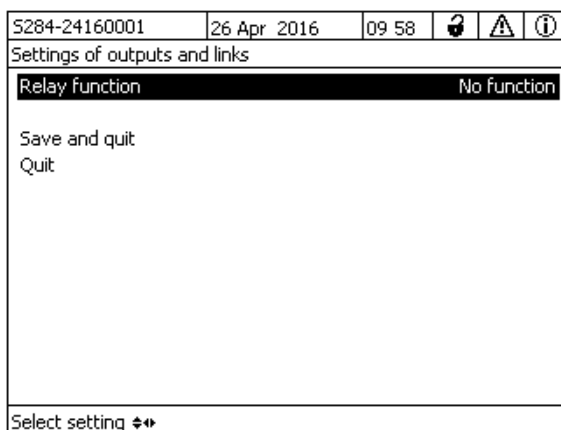 S284-24160001 26 Apr 2016 09 58
Settings of outputs and links
Relay function No function
Save and quit
Quit
Select setting